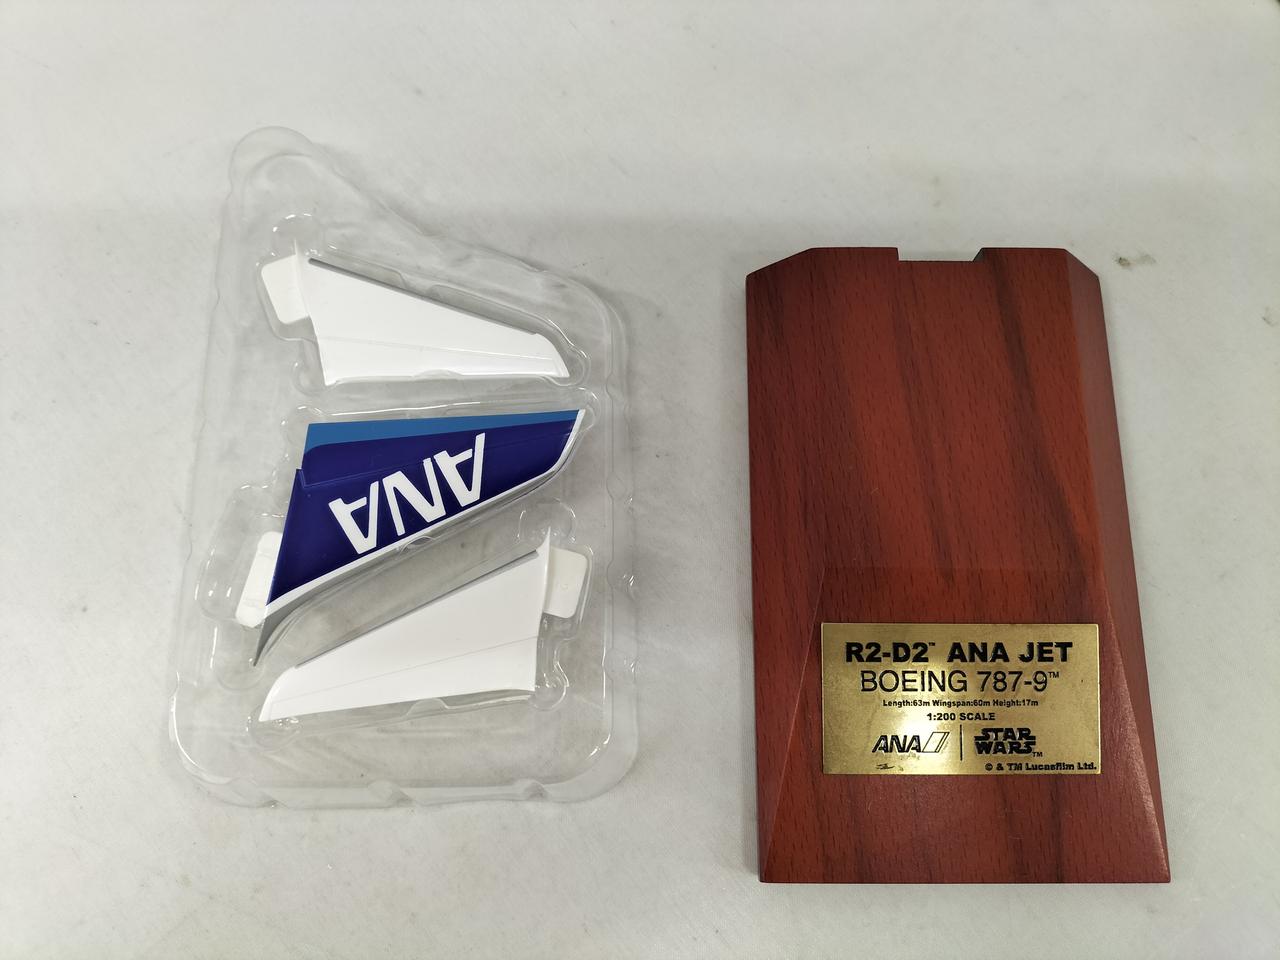 ANA
R2-D2™ ANA JET
BOEING 787-9™
Length:63m Wingspan:60m Height:17m
1:200 SCALE
ANA
STAR
WARS™
© & TM Lucasfilm Ltd.